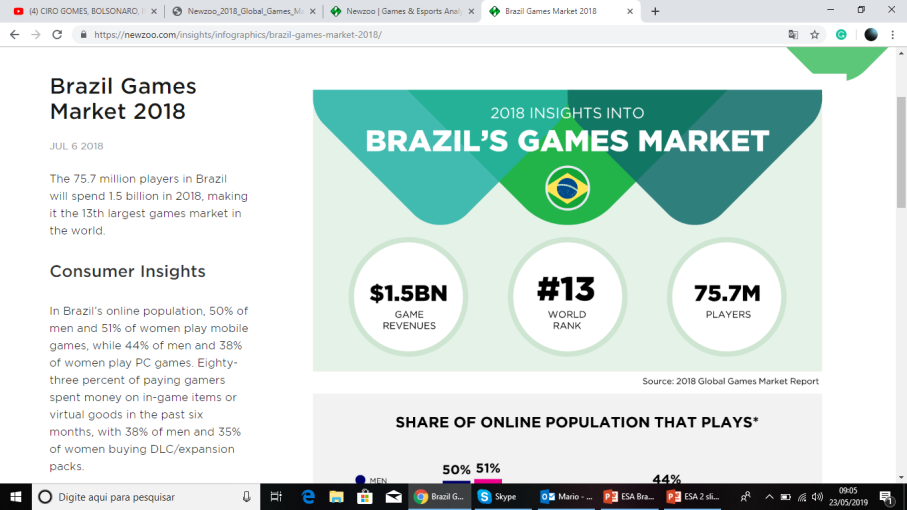 (4) CIRO GOMES, BOLSONARO,
Newzoo_2018_Global_Games_Ma
Newzoo | Games & Esports Anal
Brazil Games Market 2018
https://newzoo.com/insights/infographics/brazil-games-market-2018/
Brazil Games
Market 2018
JUL 6 2018
The 75.7 million players in Brazil
will spend 1.5 billion in 2018, making
it the 13th largest games market in
the world.
Consumer Insights
In Brazil's online population, 50% of
men and 51% of women play mobile
games, while 44% of men and 38%
of women play PC games. Eighty-
three percent of paying gamers
spent money on in-game items or
virtual goods in the past six
months, with 38% of men and 35%
of women buying DLC/expansion
packs.
2018 INSIGHTS INTO
BRAZIL'S GAMES MARKET
$1.5BN
GAME
REVENUES
#13
WORLD
RANK
75.7M
PLAYERS
Source: 2018 Global Games Market Report
SHARE OF ONLINE POPULATION THAT PLAYS*
MEN
50% 51%
44%
Digite aqui para pesquisar
Brazil G...
Skype
Mario - ...
ESA Bra...
ESA 2 sli...
09:05
23/05/2019